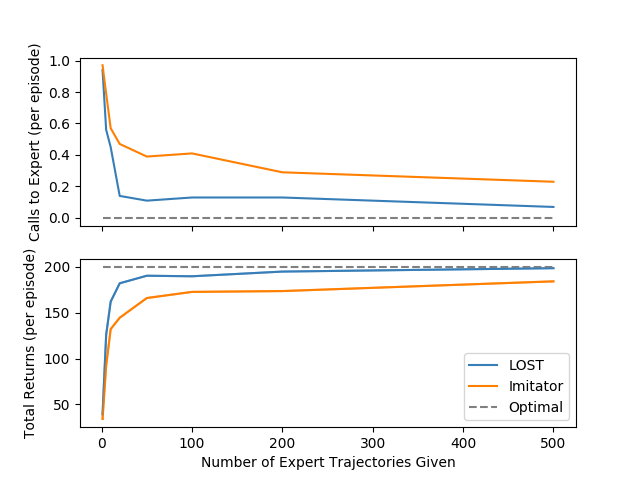 Calls to Expert (per episode)
1.0
0.8
0.6
0.4
0.2
0.0
Total Returns (per episode)
200
150
100
50
LOST
Imitator
Optimal
0 100 200 300 400 500
Number of Expert Trajectories Given